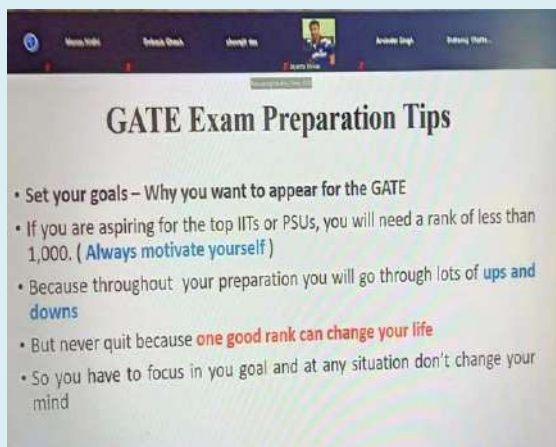 GATE Exam Preparation Tips
• Set your goals – Why you want to appear for the GATE
• If you are aspiring for the top IITs or PSUs, you will need a rank of less than
1,000. ( Always motivate yourself )
• Because throughout your preparation you will go through lots of ups and
downs
• But never quit because one good rank can change your life
• So you have to focus in you goal and at any situation don't change your
mind